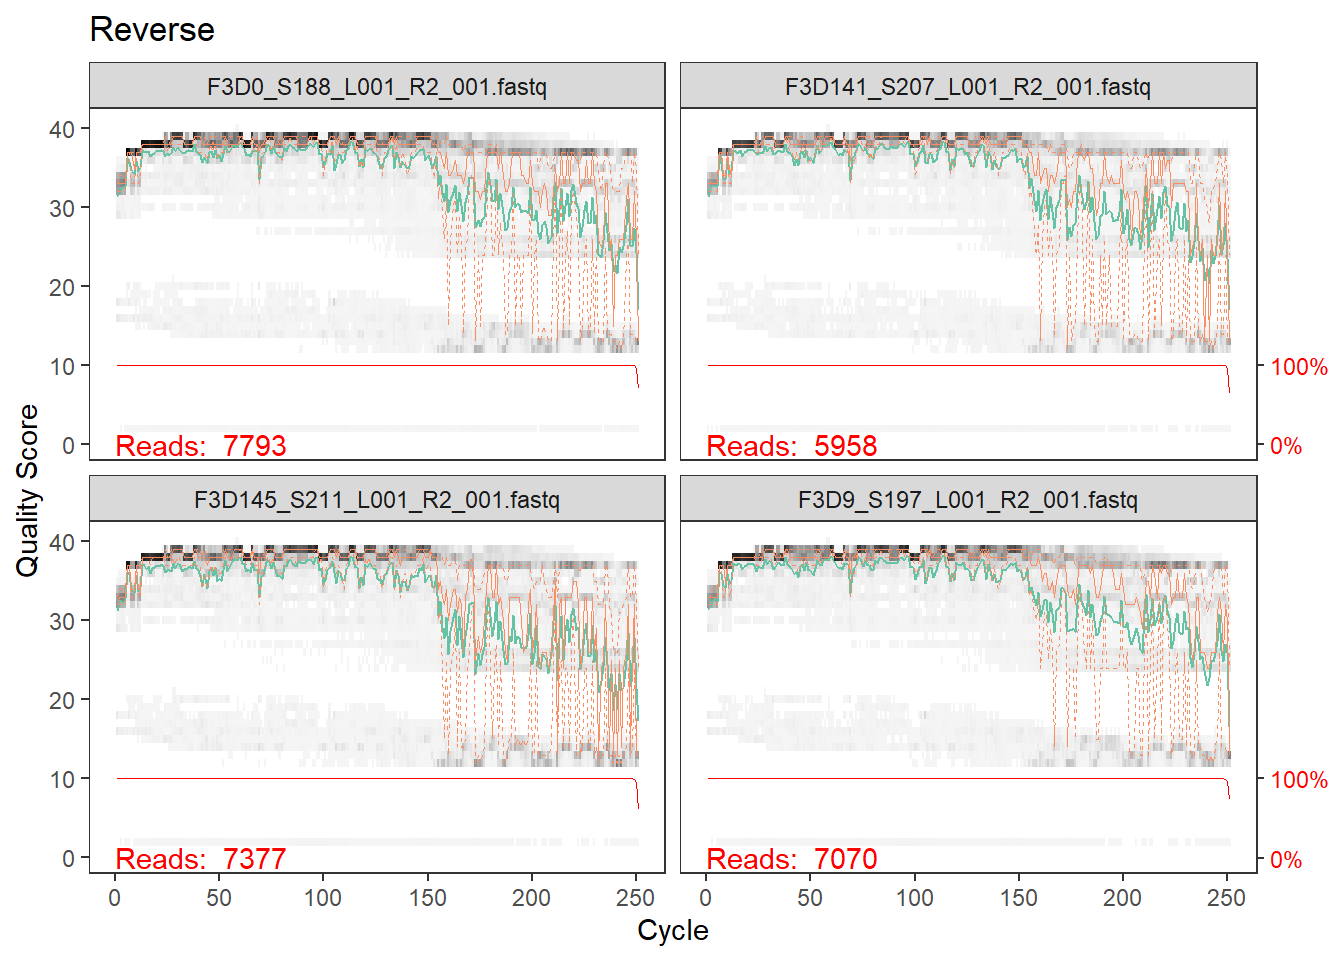 Reverse
F3D0_S188_L001_R2_001.fastq
F3D141_S207_L001_R2_001.fastq
40
30
20
10
0
Reads: 7793
Reads: 5958
100%
0%
Quality Score
F3D145_S211_L001_R2_001.fastq
F3D9_S197_L001_R2_001.fastq
40
30
20
10
0
Reads: 7377
Reads: 7070
100%
0%
0 50 100 150 200 250
0 50 100 150 200 250
Cycle